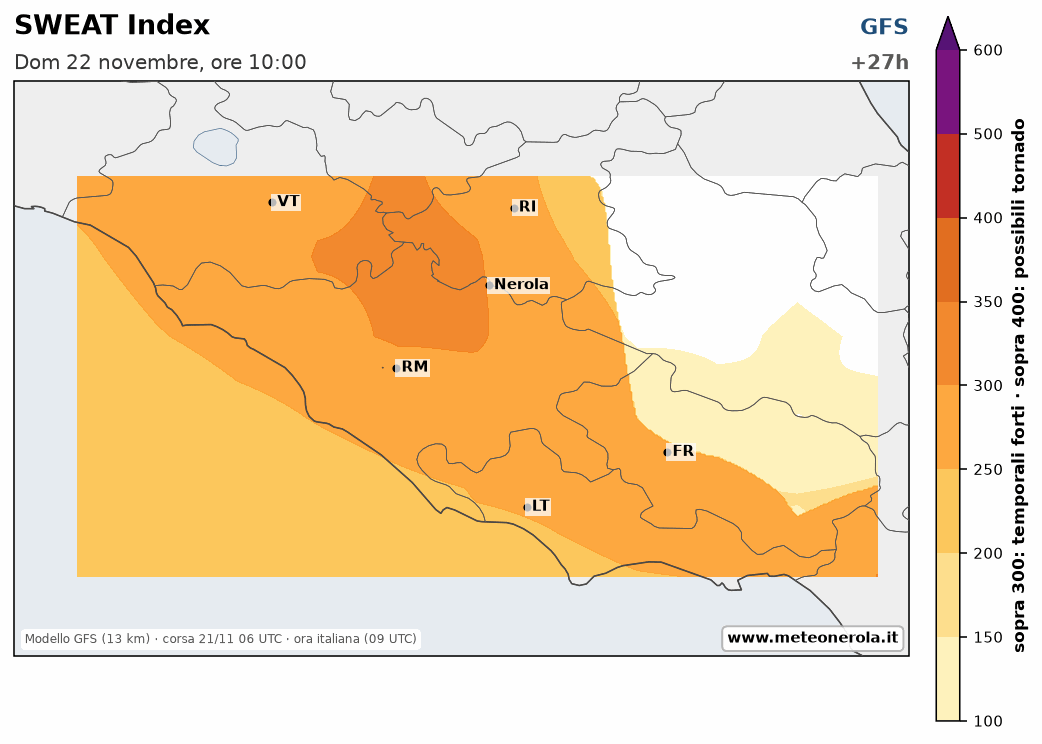 SWEAT Index
GFS
Dom 22 novembre, ore 10:00
+27h
VT
RI
Nerola
RM
FR
LT
Modello GFS (13 km) · corsa 21/11 06 UTC · ora italiana (09 UTC)
www.meteonerola.it
600
500
400
350
300
250
200
150
100
sopra 300: temporali forti · sopra 400: possibili tornado